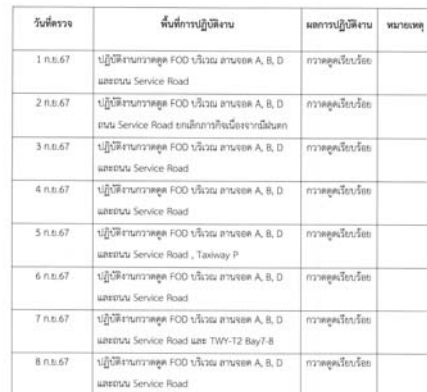 วันที่ตรวจ พื้นที่การปฏิบัติงาน ผลการปฏิบัติงาน หมายเหตุ
1 ก.ย.67 ปฏิบัติงานกวาดดูด FOD บริเวณ ลานจอด A, B, D กวาดดูดเรียบร้อย
และถนน Service Road
2 ก.ย.67 ปฏิบัติงานกวาดดูด FOD บริเวณ ลานจอด A, B, D กวาดดูดเรียบร้อย
ถนน Service Road ยกเลิกภารกิจเนื่องจากมีฝนตก
3 ก.ย.67 ปฏิบัติงานกวาดดูด FOD บริเวณ ลานจอด A, B, D กวาดดูดเรียบร้อย
และถนน Service Road
4 ก.ย.67 ปฏิบัติงานกวาดดูด FOD บริเวณ ลานจอด A, B, D กวาดดูดเรียบร้อย
และถนน Service Road
5 ก.ย.67 ปฏิบัติงานกวาดดูด FOD บริเวณ ลานจอด A, B, D กวาดดูดเรียบร้อย
และถนน Service Road , Taxiway P
6 ก.ย.67 ปฏิบัติงานกวาดดูด FOD บริเวณ ลานจอด A, B, D กวาดดูดเรียบร้อย
และถนน Service Road
7 ก.ย.67 ปฏิบัติงานกวาดดูด FOD บริเวณ ลานจอด A, B, D กวาดดูดเรียบร้อย
และถนน Service Road และ TWY-T2 Bay7-8
8 ก.ย.67 ปฏิบัติงานกวาดดูด FOD บริเวณ ลานจอด A, B, D กวาดดูดเรียบร้อย
และถนน Service Road